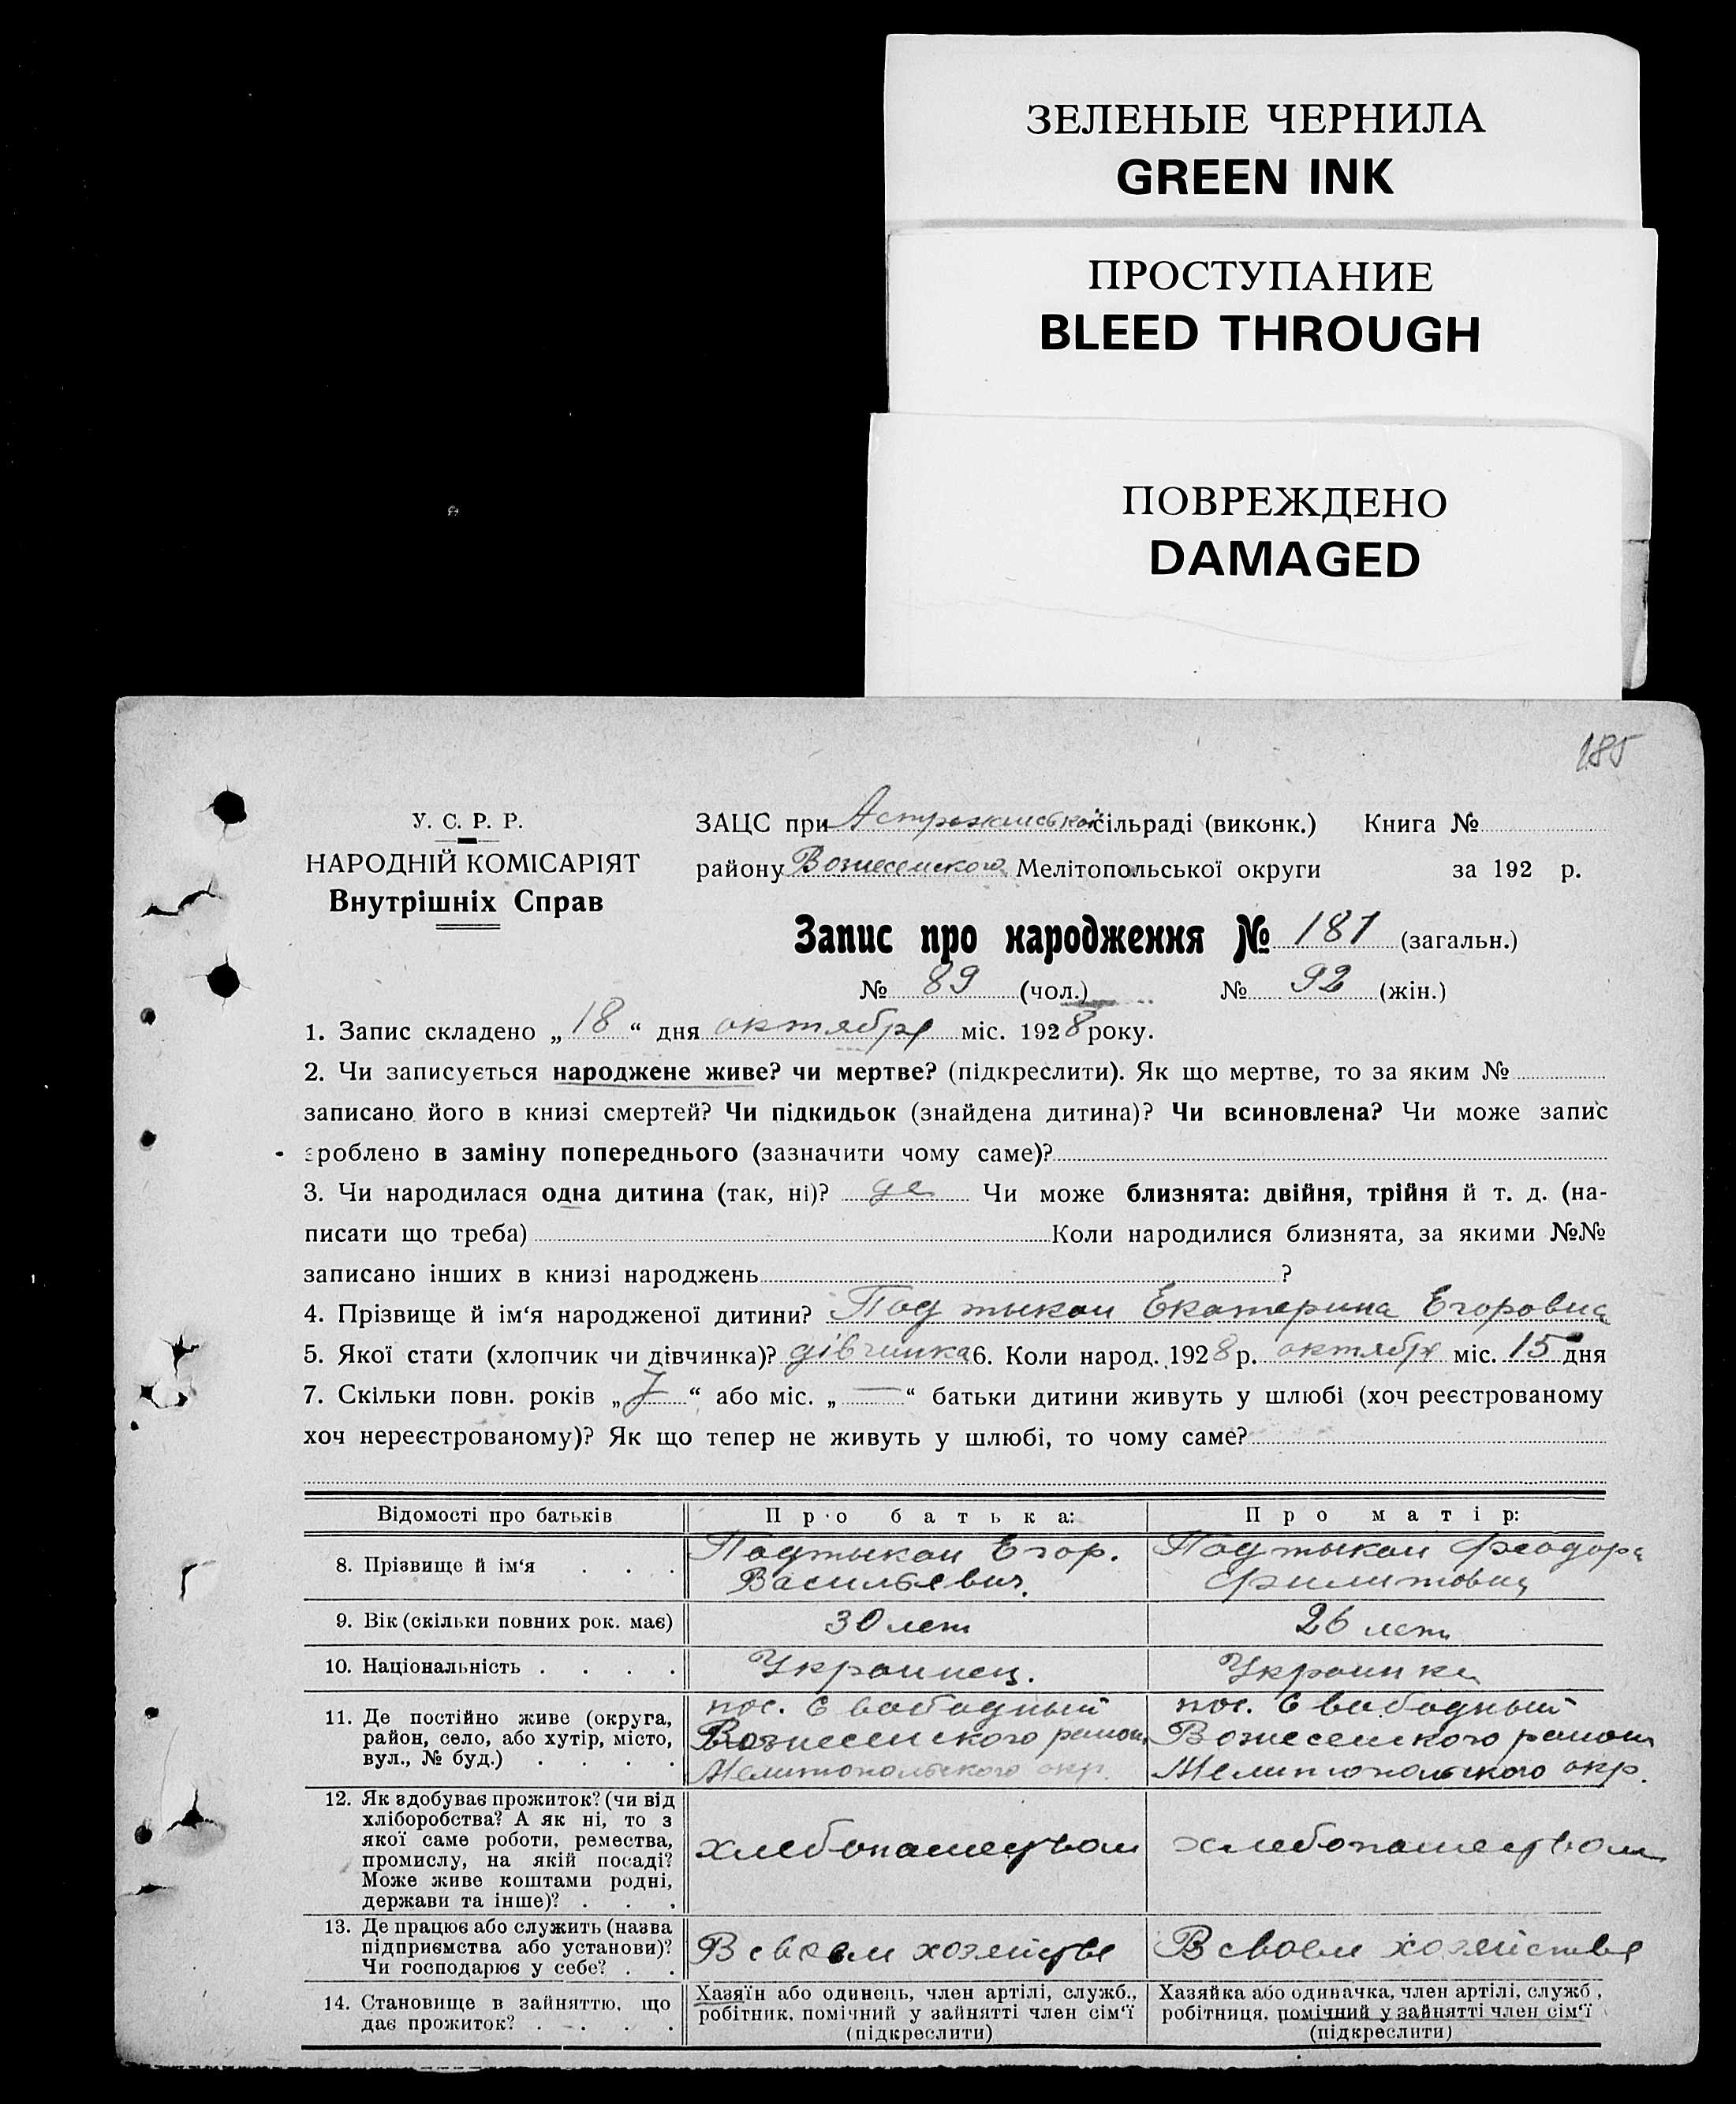 ЗЕЛЕНЫЕ ЧЕРНИЛА
GREEN INK
ПРОСТУПАНИЕ
BLEED THROUGH
ПОВРЕЖДЕНО
DAMAGED
185
У. С. Р. Р.
НАРОДНІЙ КОМІСАРІЯТ
Внутрішніх Справ
ЗАЦС при сільраді (виконк.) Книга №
району Вознесенского Мелітопольської округи за 192 р.
Запис про народження № 181 (загальн.)
№ 89 (чол.) № 92 (жін.)
1. Запис складено „ 18 “ дня октября міс. 1928 року.
2. Чи записується народжене живе? чи мертве? (підкреслити). Як що мертве, то за яким №
записано його в книзі смертей? Чи підкидьок (знайдена дитина)? Чи всиновлена? Чи може запис
зроблено в заміну попереднього (зазначити чому саме)?
3. Чи народилася одна дитина (так, ні)? да Чи може близнята: двійня, трійня й т. д. (на-
писати що треба) Коли народилися близнята, за якими №№
записано інших в книзі народжень ?
4. Прізвище й ім‘я народженої дитини? Подтыкан Екатерина Егоровна
5. Якої стати (хлопчик чи дівчинка)? дівчинка 6. Коли народ. 1928 р. октября міс. 15 дня
7. Скільки повн. років „ 7 “ або міс. „ — “ батьки дитини живуть у шлюбі (хоч реєстрованому
хоч нереєстрованому)? Як що тепер не живуть у шлюбі, то чому саме?
Відомості про батьків
Про батька:
Про матір:
8. Прізвище й ім‘я . . .
Подтыкан Егор.
Васильевич.
Подтыкан Феодора
Филиповна
9. Вік (скільки повних рок. має)
30 лет
26 лет
10. Національність . . . .
Украинец.
Украинка
11. Де постійно живе (округа,
район, село, або хутір, місто,
вул., № буд.) . . . .
пос. Свабодный
Вознесенского района
Мелитопольского окр.
пос. Свабодный
Вознесенского района
Мелитопольского окр.
12. Як здобуває прожиток? (чи від
хліборобства? А як ні, то з
якої саме роботи, ремества,
промислу, на якій посаді?
Може живе коштами родні,
держави та інше)? . . .
хлебопашеством
хлебопашеством
13. Де працює або служить (назва
підприємства або установи)?
Чи господарює у себе? . .
В своем хозяйстве
В своем хозяйстве
14. Становище в зайняттю, що
дає прожиток? . . . .
Хазяїн або одинець, член артілі, служб.,
робітник, помічний у зайнятті член сім‘ї
(підкреслити)
Хазяйка або одиначка, член артілі, служб.,
робітниця, помічний у зайнятті член сім‘ї
(підкреслити)